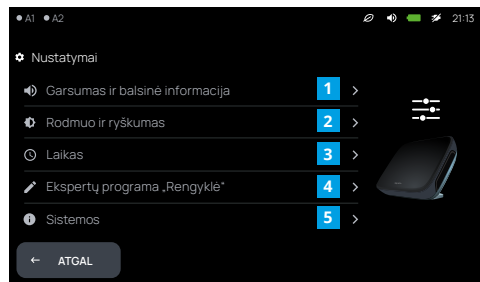 A1 A2 21:13
Nustatymai
Garsumas ir balsinė informacija 1
Rodmuo ir ryškumas 2
Laikas 3
Ekspertų programa „Rengyklė“ 4
Sistemos 5
← ATGAL